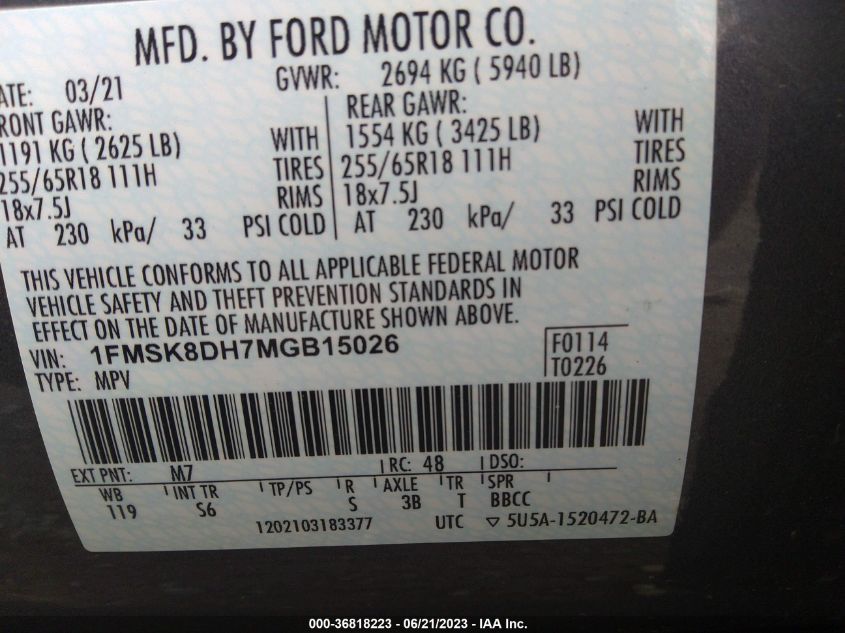 MFD. BY FORD MOTOR CO.
ATE: 03/21 GVWR: 2694 KG ( 5940 LB)
RONT GAWR: REAR GAWR:
1191 KG ( 2625 LB) WITH 1554 KG ( 3425 LB) WITH
255/65R18 111H TIRES 255/65R18 111H TIRES
18x7.5J RIMS 18x7.5J RIMS
AT 230 kPa/ 33 PSI COLD AT 230 kPa/ 33 PSI COLD
THIS VEHICLE CONFORMS TO ALL APPLICABLE FEDERAL MOTOR
VEHICLE SAFETY AND THEFT PREVENTION STANDARDS IN
EFFECT ON THE DATE OF MANUFACTURE SHOWN ABOVE.
VIN: 1FMSK8DH7MGB15026 F0114
TYPE: MPV T0226
EXT PNT: M7 RC: 48 DSO:
WB INT TR TP/PS R AXLE TR SPR
119 S6 S 3B T BBCC
1202103183377 UTC ▽ 5U5A-1520472-BA
000-36818223 - 06/21/2023 - IAA Inc.